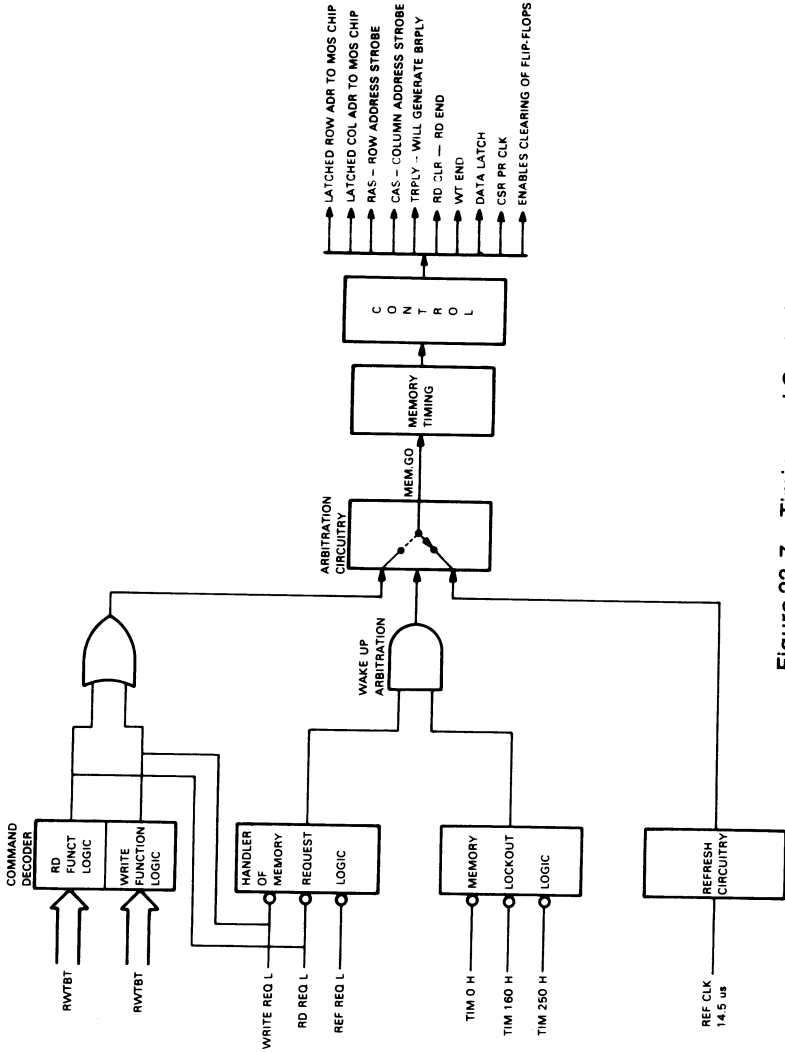 COMMAND
DECODER
RWTBT
RD
FUNCT
LOGIC
RWTBT
WRITE
FUNCTION
LOGIC
WRITE REQ L
RD REQ L
REF REQ L
HANDLER
OF
MEMORY
REQUEST
LOGIC
TIM 0 H
TIM 160 H
TIM 250 H
MEMORY
LOCKOUT
LOGIC
REF CLK
14.5 us
REFRESH
CIRCUITRY
WAKE UP
ARBITRATION
ARBITRATION
CIRCUITRY
MEM.GO
MEMORY
TIMING
CONTROL
LATCHED ROW ADR TO MOS CHIP
LATCHED COL ADR TO MOS CHIP
RAS – ROW ADDRESS STROBE
CAS – COLUMN ADDRESS STROBE
TRPLY – WILL GENERATE BRPLY
RD CLR — RD END
WT END
DATA LATCH
CSR PR CLK
ENABLES CLEARING OF FLIP-FLOPS